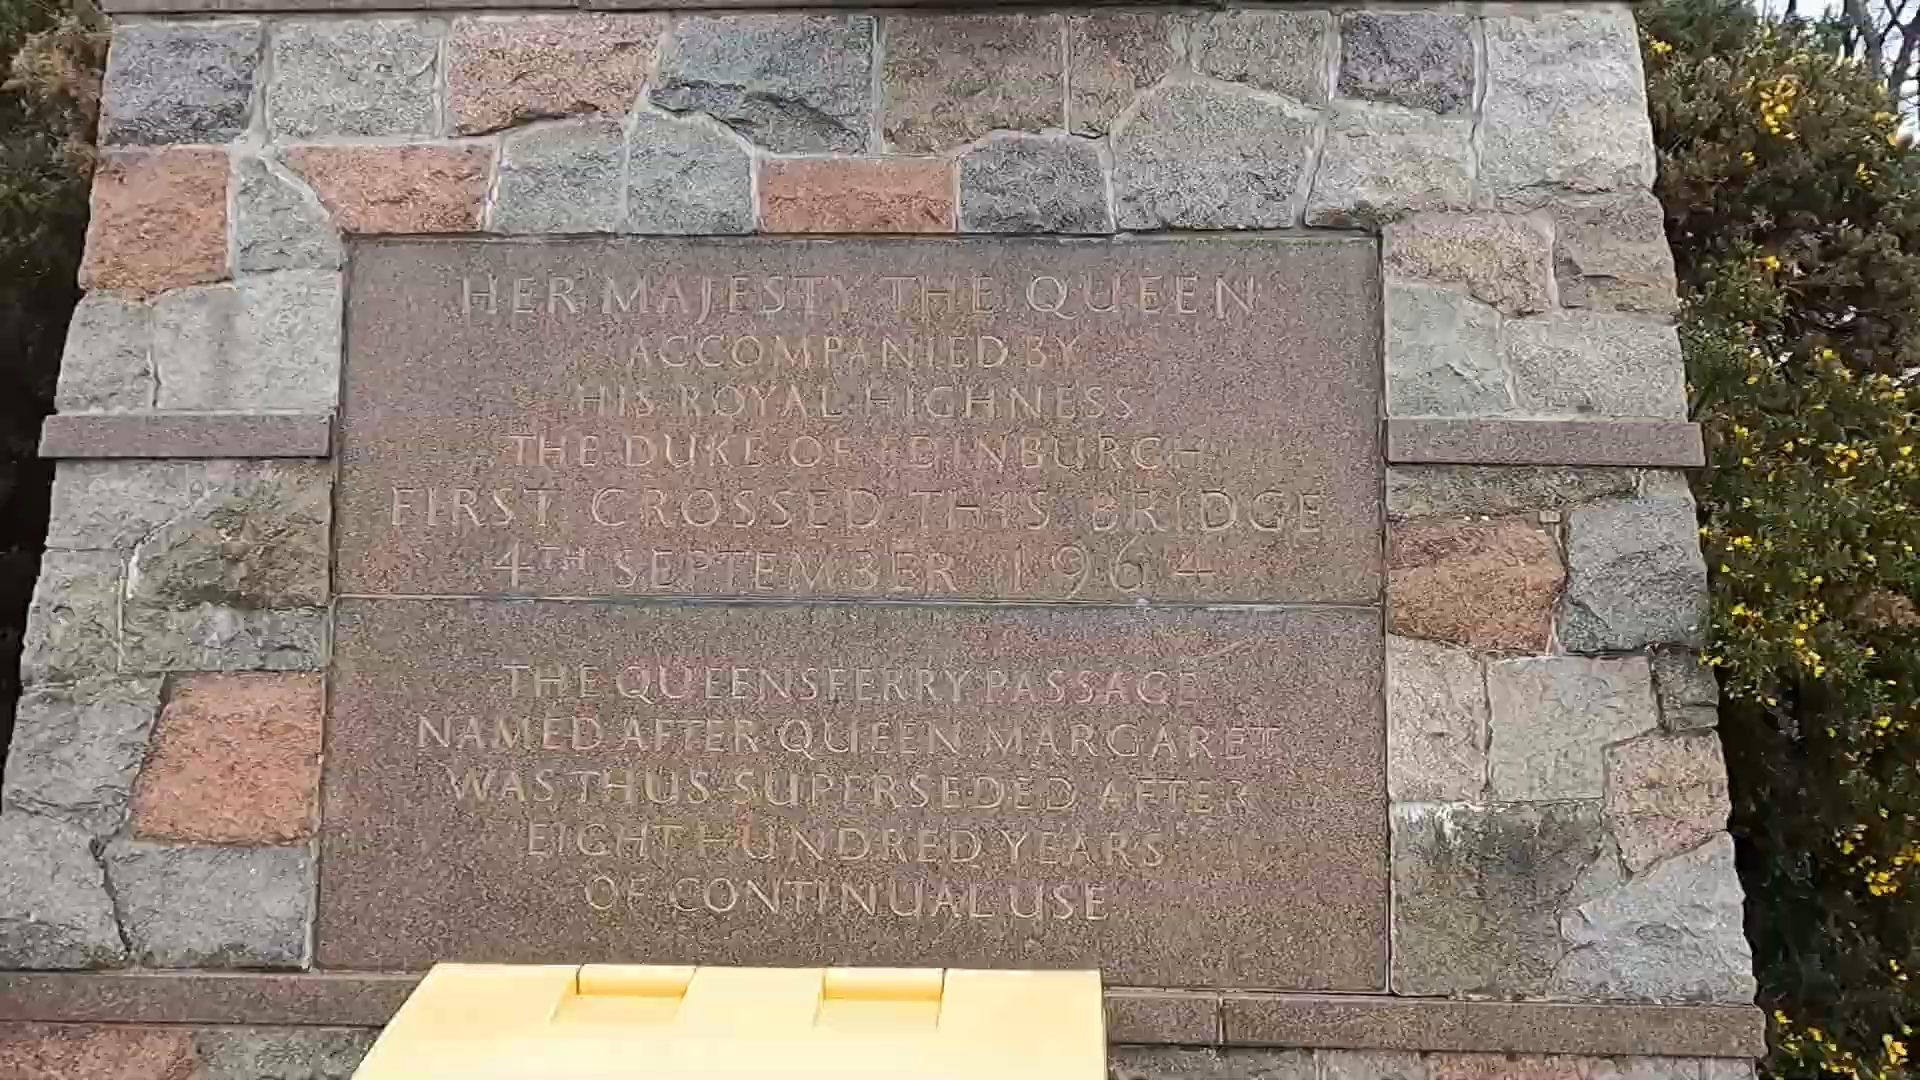 HER MAJESTY THE QUEEN
ACCOMPANIED BY
HIS ROYAL HIGHNESS
THE DUKE OF EDINBURGH
FIRST CROSSED THIS BRIDGE
4TH SEPTEMBER 1964
THE QUEENSFERRY PASSAGE
NAMED AFTER QUEEN MARGARET
WAS THUS SUPERSEDED AFTER
EIGHT HUNDRED YEARS
OF CONTINUAL USE